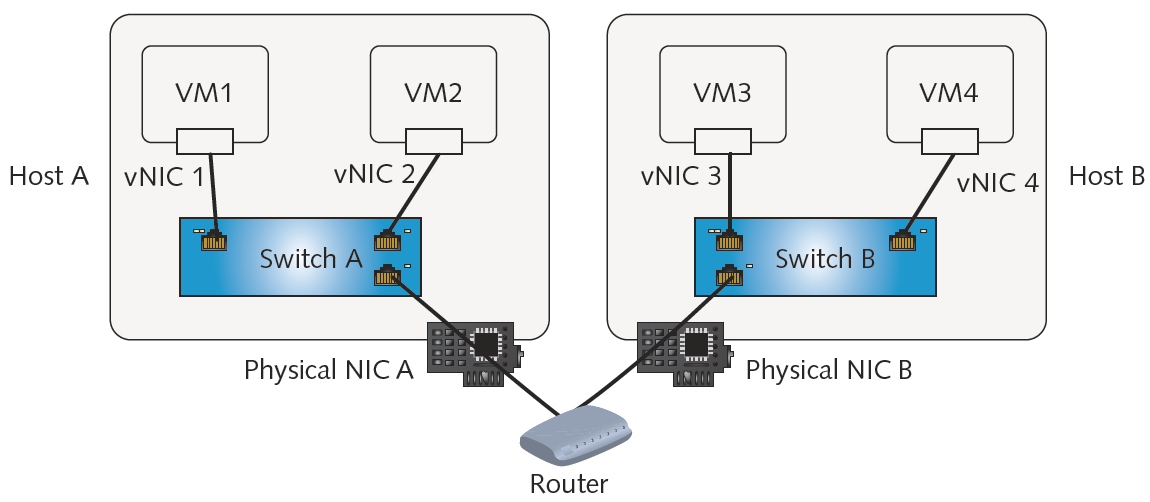 VM1
VM2
VM3
VM4
Host A
vNIC 1
vNIC 2
vNIC 3
vNIC 4
Host B
Switch A
Switch B
Physical NIC A
Physical NIC B
Router